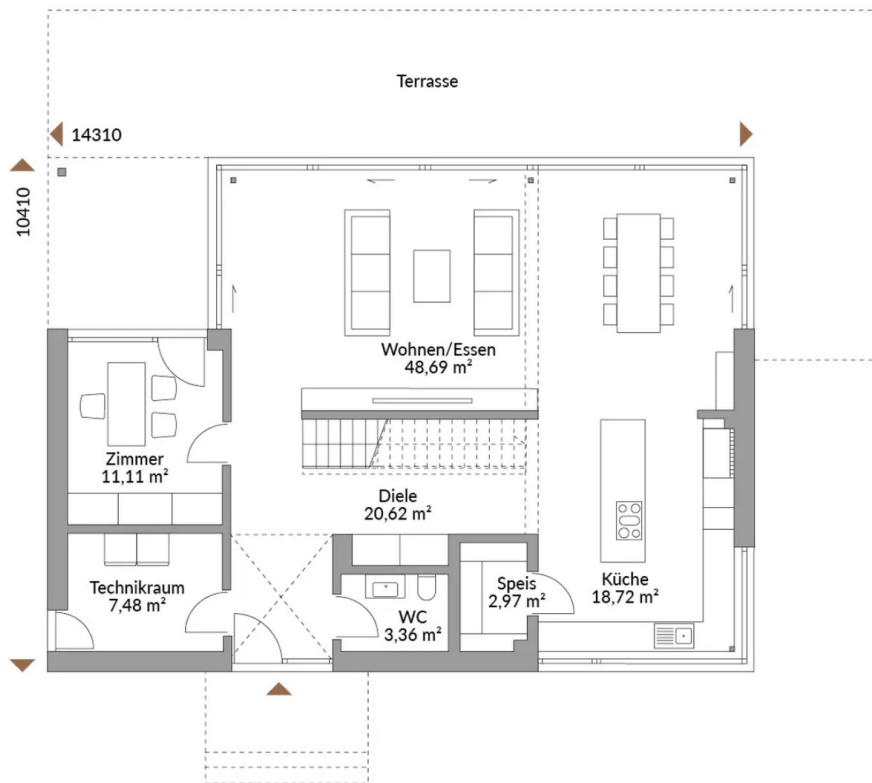 Terrasse
14310
10410
Wohnen/Essen
48,69 m²
Zimmer
11,11 m²
Diele
20,62 m²
Technikraum
7,48 m²
WC
3,36 m²
Speis
2,97 m²
Küche
18,72 m²